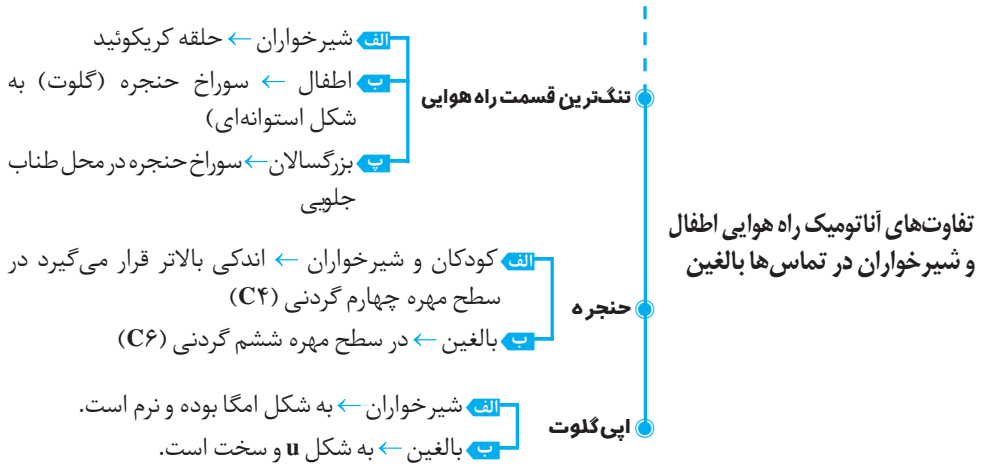 تفاوت‌های آناتومیک راه هوایی اطفال
و شیرخواران در تماس‌ها بالغین
تنگ‌ترین قسمت راه هوایی
الف شیرخواران ← حلقه کریکوئید
ب اطفال ← سوراخ حنجره (گلوت) به
شکل استوانه‌ای)
پ بزرگسالان ← سوراخ حنجره در محل طناب
جلویی
حنجره
الف کودکان و شیرخواران ← اندکی بالاتر قرار می‌گیرد در
سطح مهره چهارم گردنی (C۴)
ب بالغین ← در سطح مهره ششم گردنی (C۶)
اپی‌گلوت
الف شیرخواران ← به شکل امگا بوده و نرم است.
ب بالغین ← به شکل u و سخت است.